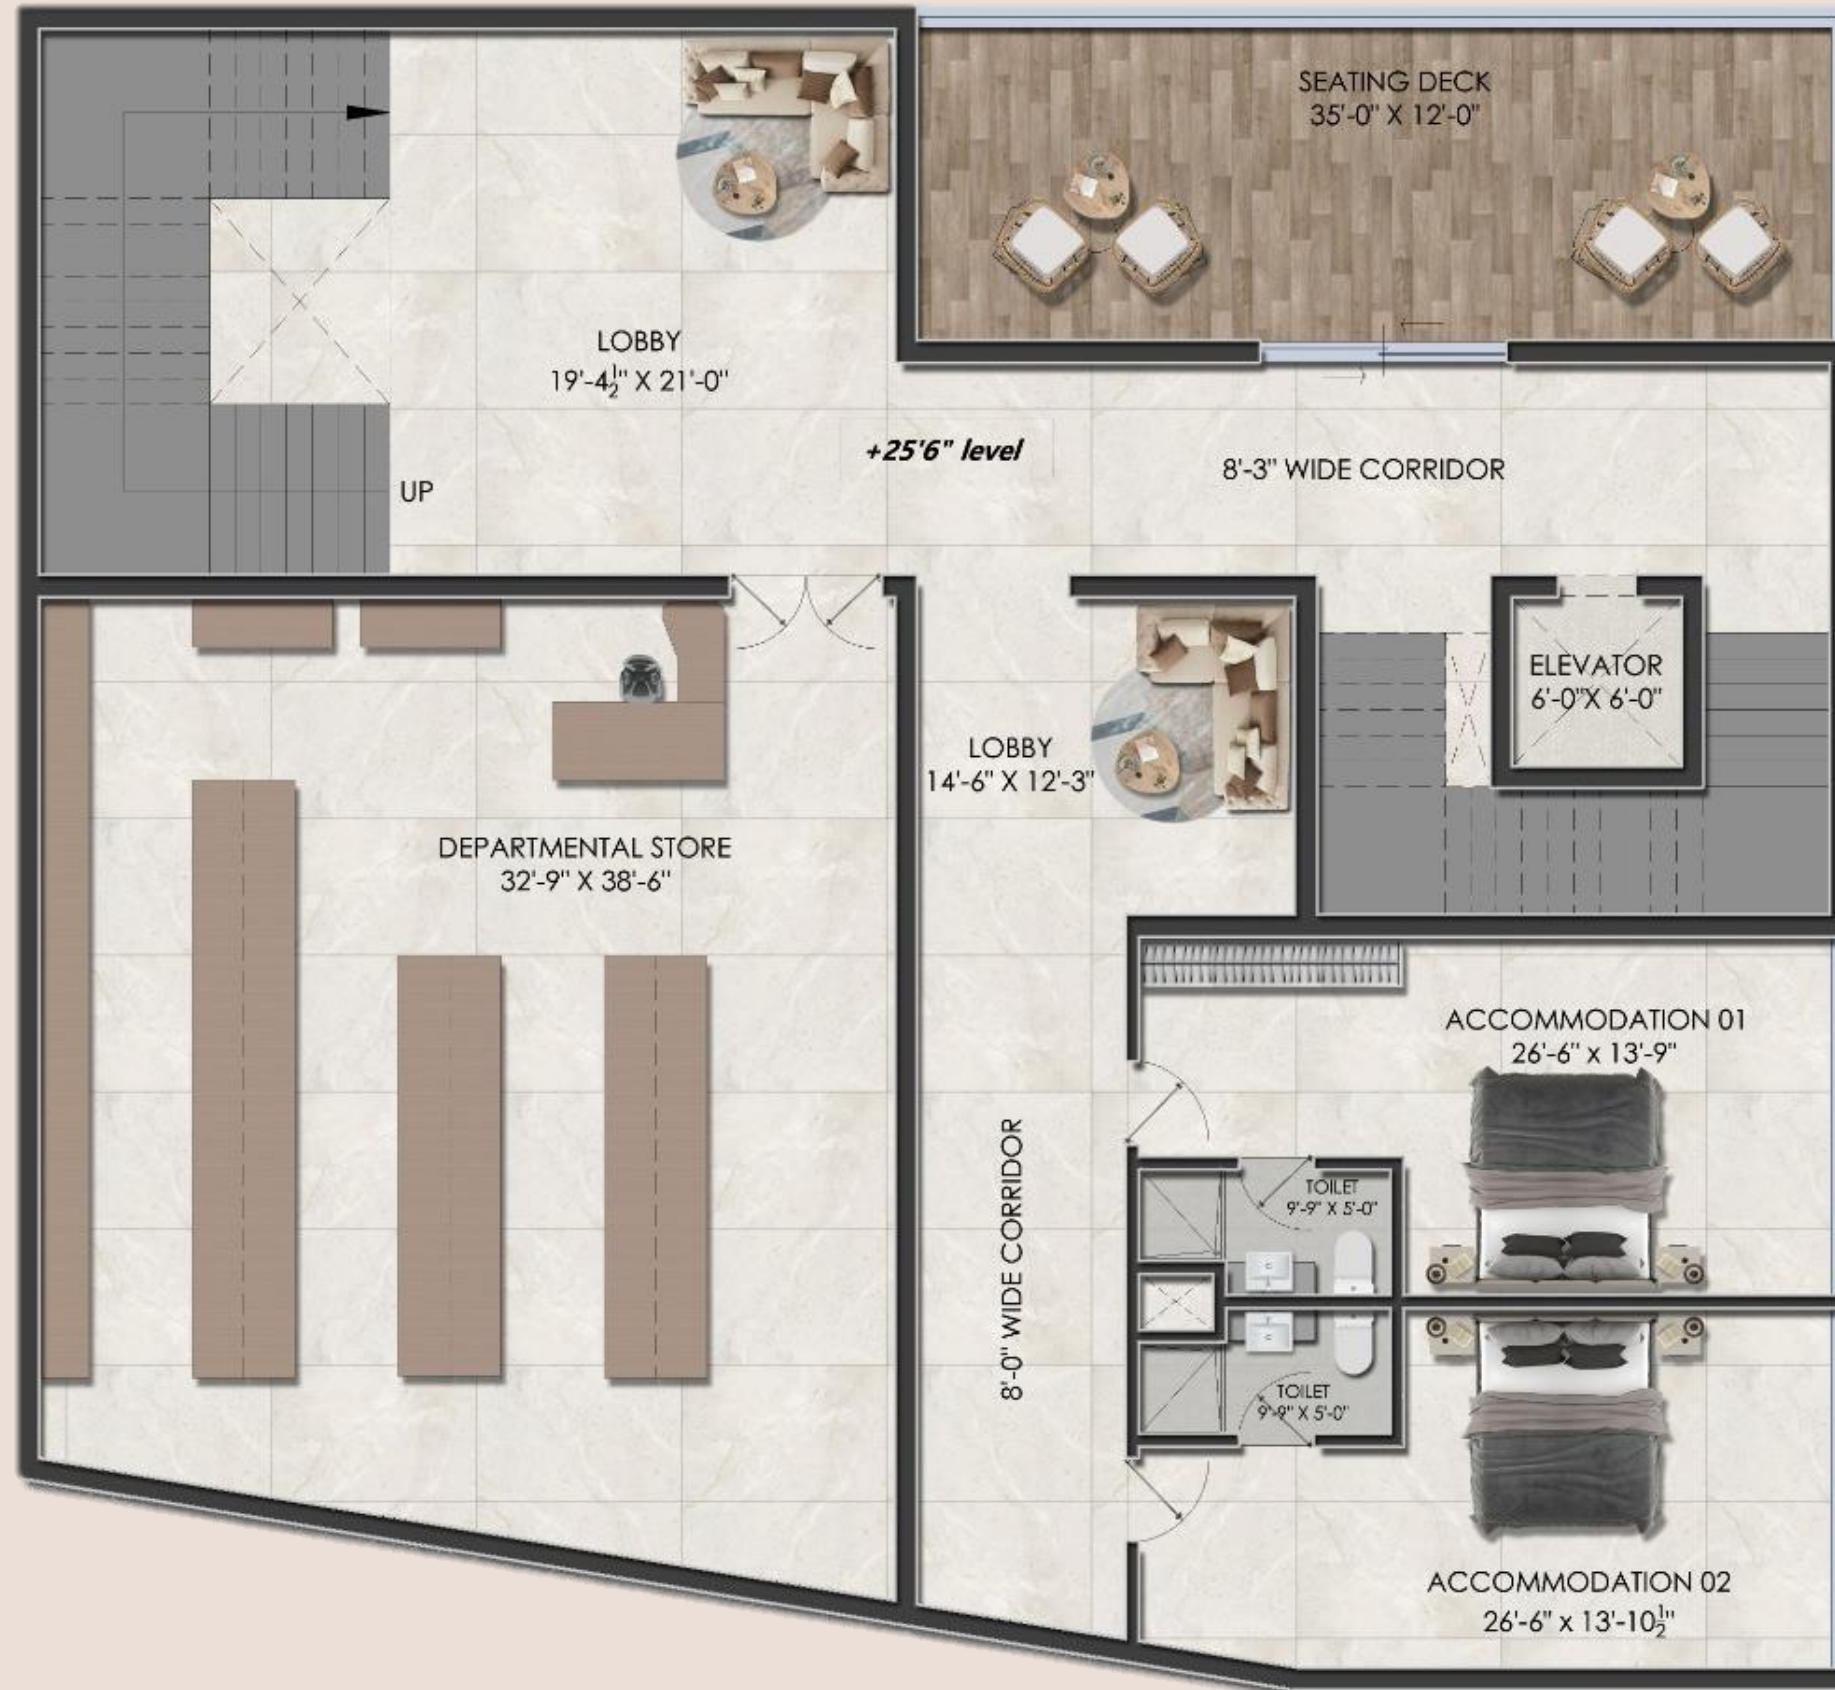 SEATING DECK
35'-0" X 12'-0"
LOBBY
19'-4½" X 21'-0"
+25'6" level
8'-3" WIDE CORRIDOR
UP
ELEVATOR
6'-0"X 6'-0"
LOBBY
14'-6" X 12'-3"
DEPARTMENTAL STORE
32'-9" X 38'-6"
ACCOMMODATION 01
26'-6" x 13'-9"
8'-0" WIDE CORRIDOR
TOILET
9'-9" X 5'-0"
TOILET
9'-9" X 5'-0"
ACCOMMODATION 02
26'-6" x 13'-10½"